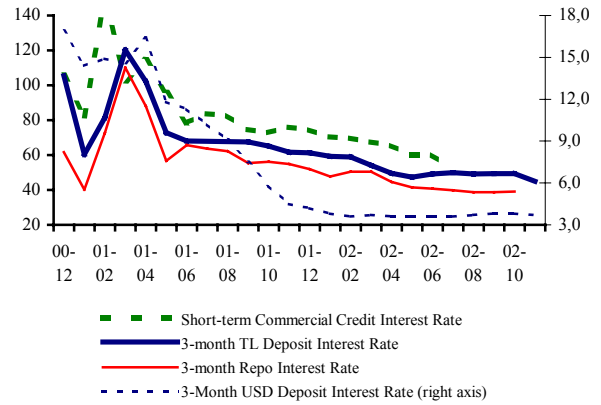 140 18,0
120 15,0
100 12,0
80 9,0
60
40 6,0
20 3,0
00- 01- 01- 01- 01- 01- 01- 02- 02- 02- 02- 02-
12 02 04 06 08 10 12 02 04 06 08 10
Short-term Commercial Credit Interest Rate
3-month TL Deposit Interest Rate
3-month Repo Interest Rate
3-Month USD Deposit Interest Rate (right axis)